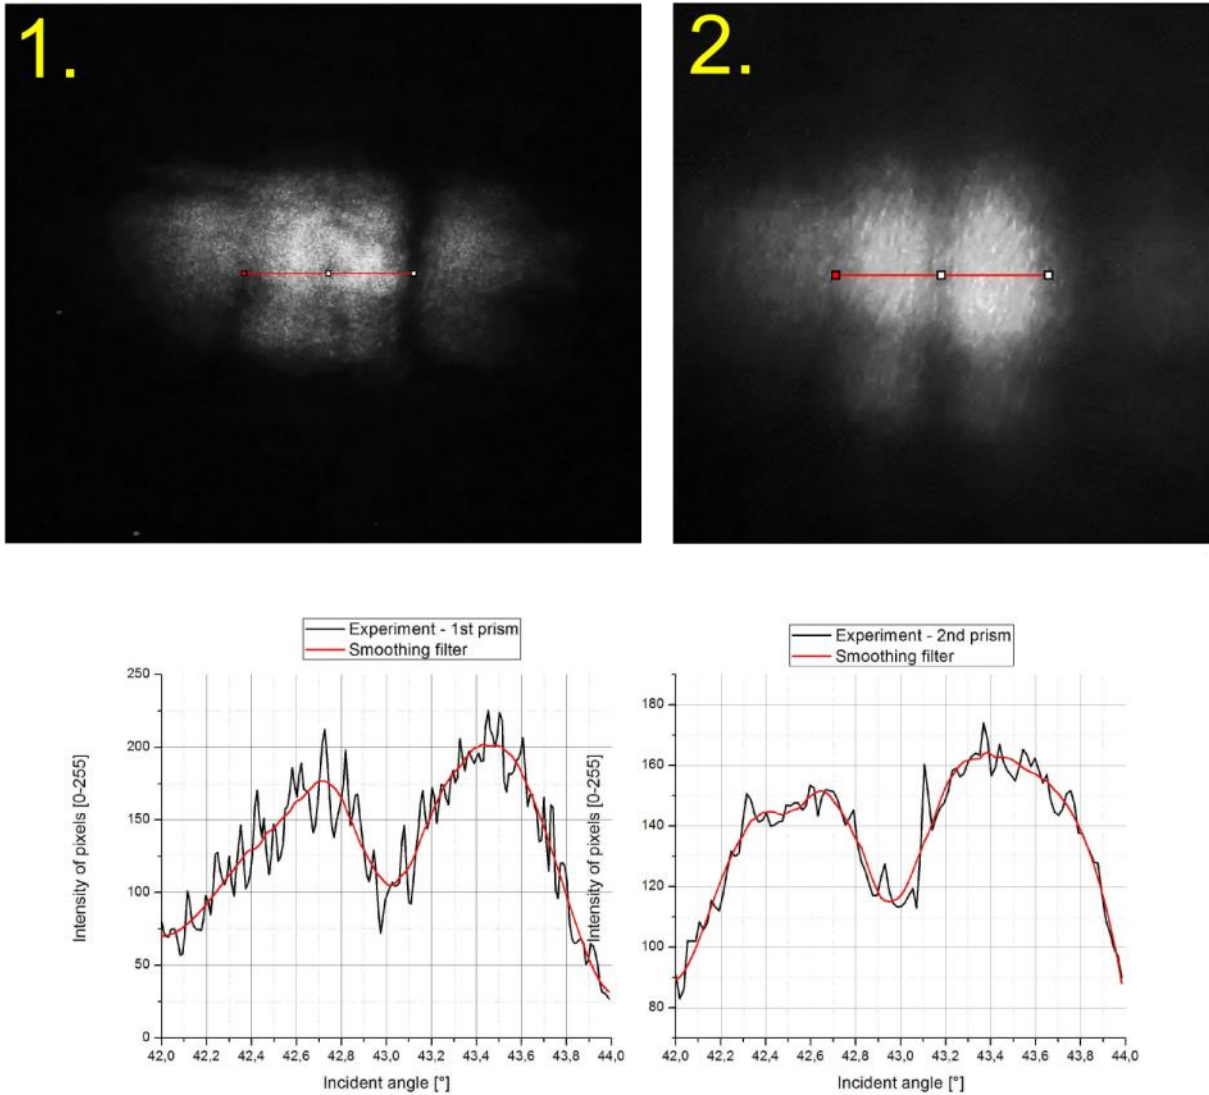 1.
2.
Experiment - 1st prism
Smoothing filter
250
200
150
100
50
0
Intensity of pixels [0-255]
42,0 42,2 42,4 42,6 42,8 43,0 43,2 43,4 43,6 43,8 44,0
Incident angle [°]
Experiment - 2nd prism
Smoothing filter
180
160
140
120
100
80
Intensity of pixels [0-255]
42,0 42,2 42,4 42,6 42,8 43,0 43,2 43,4 43,6 43,8 44,0
Incident angle [°]